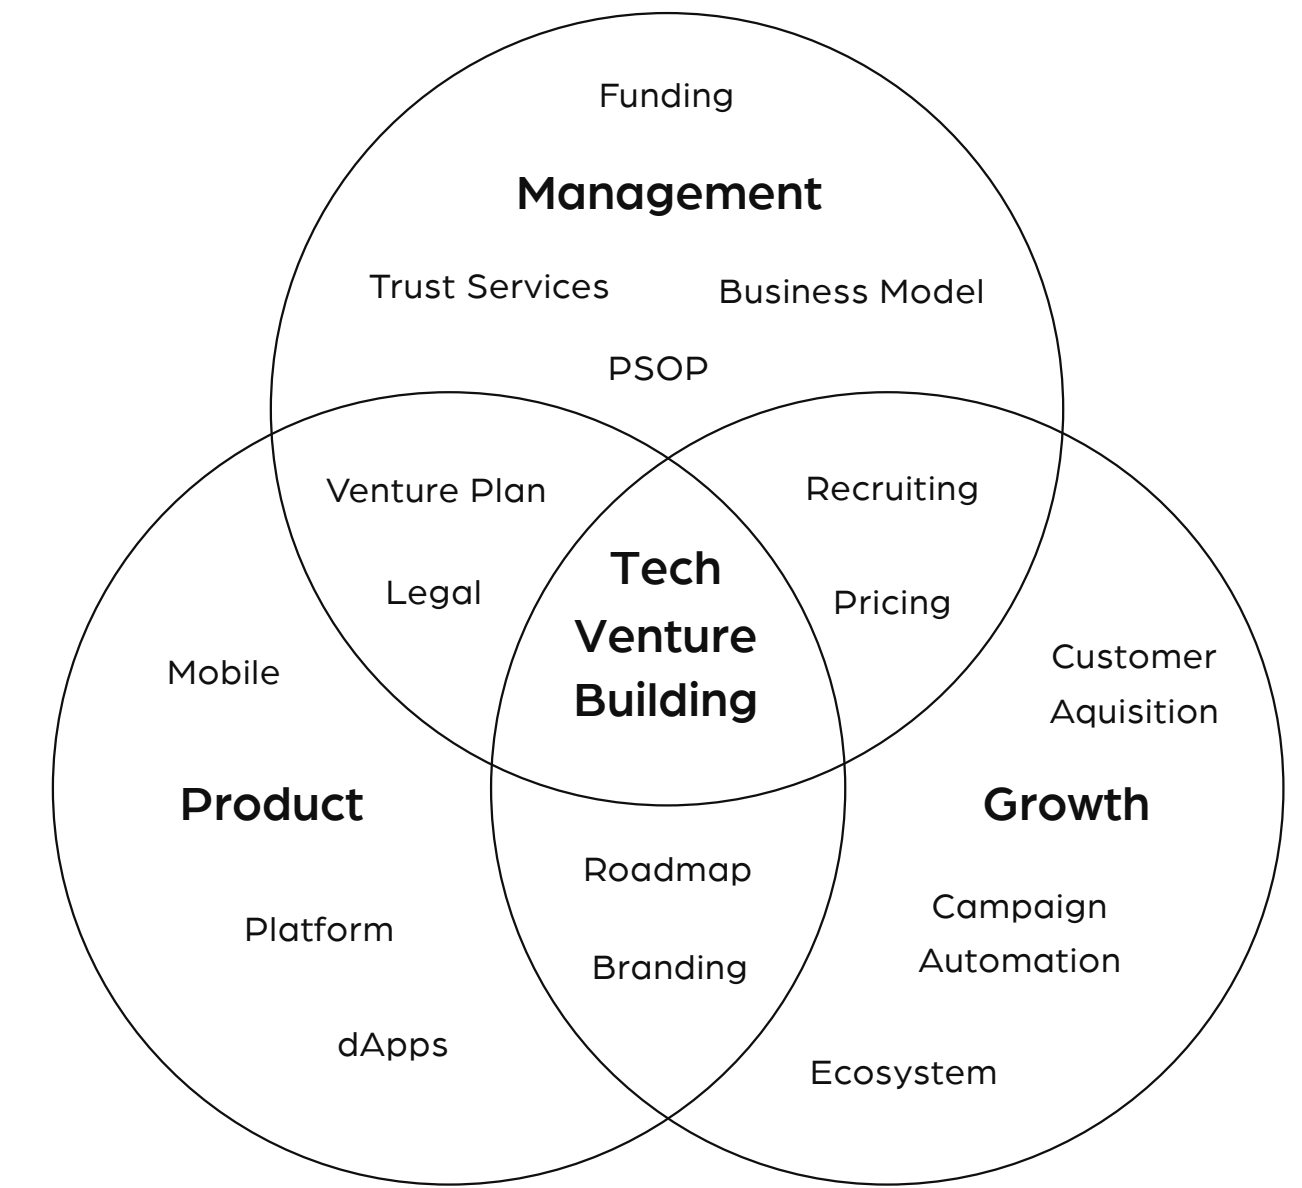 Funding
Management
Trust Services
Business Model
PSOP
Venture Plan
Recruiting
Legal
Tech
Venture
Building
Pricing
Mobile
Customer
Aquisition
Product
Growth
Roadmap
Branding
Platform
Campaign
Automation
dApps
Ecosystem